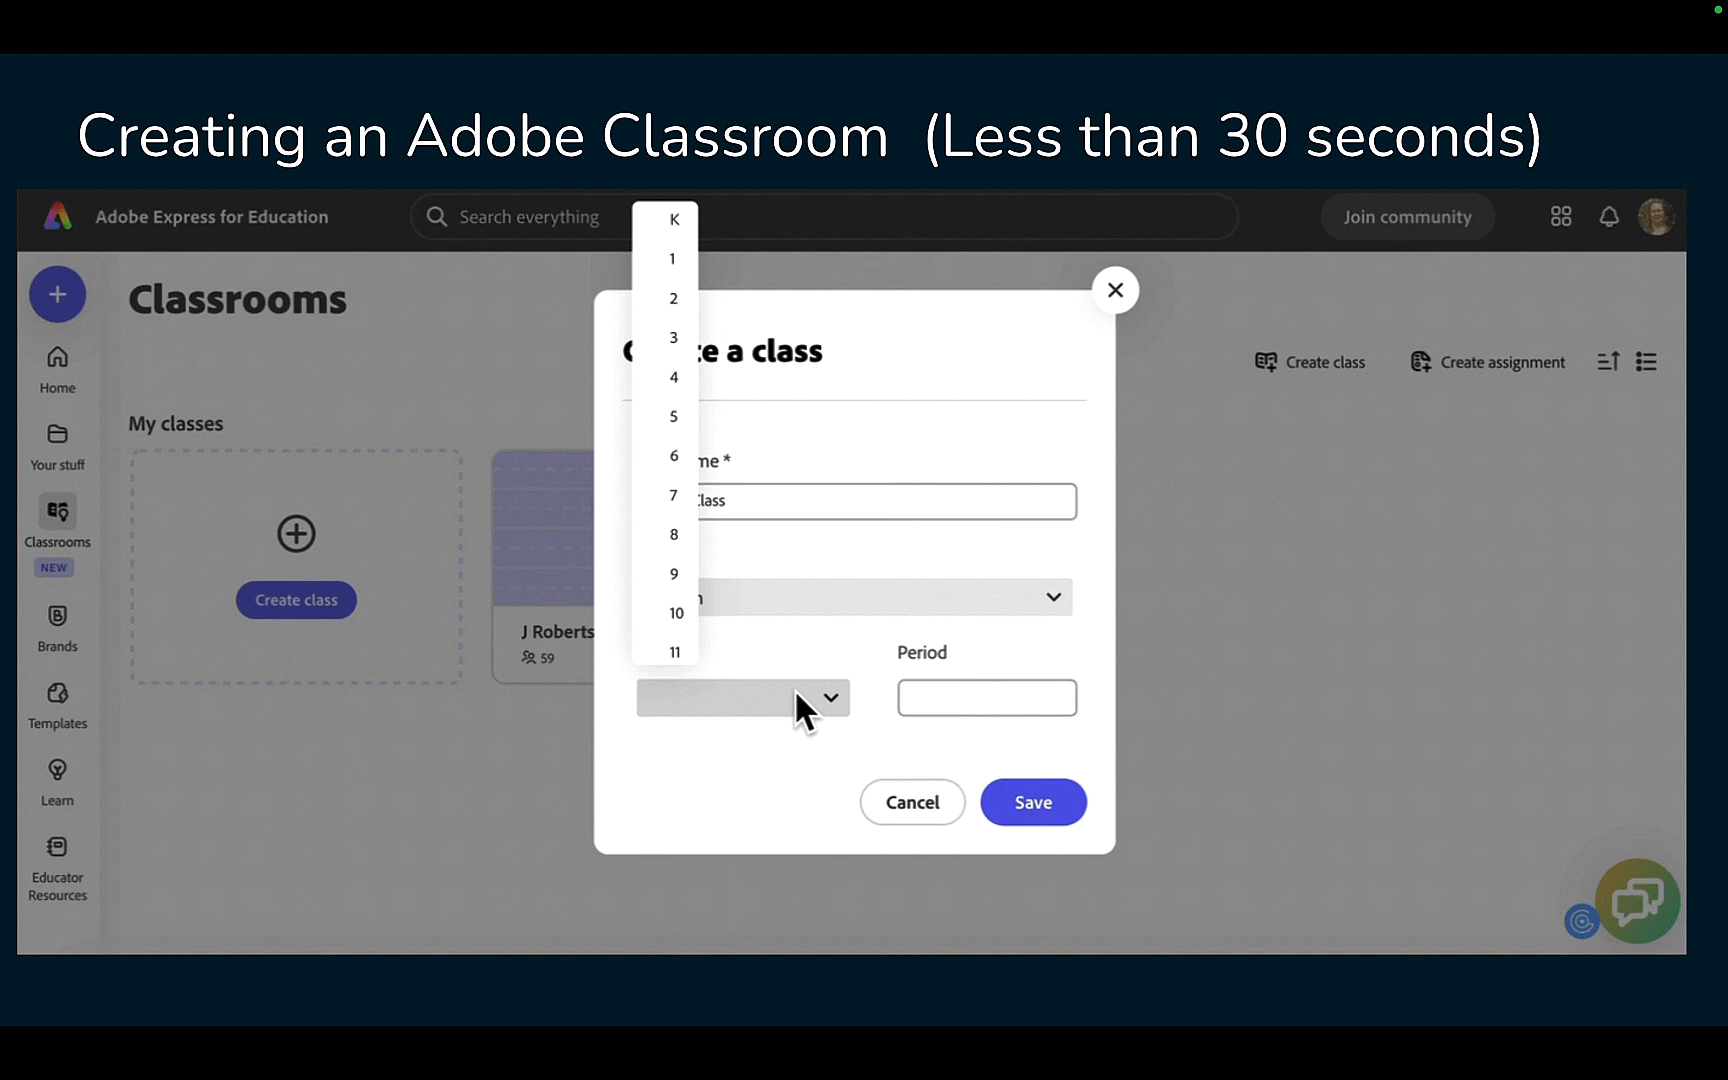 Creating an Adobe Classroom (Less than 30 seconds)
Adobe Express for Education
Search everything
Join community
Classrooms
Home
Your stuff
Classrooms
NEW
Brands
Templates
Learn
Educator
Resources
Create class
Create assignment
My classes
Create class
J Roberts
59
te a class
me *
Class
n
Period
K
1
2
3
4
5
6
7
8
9
10
11
Cancel
Save